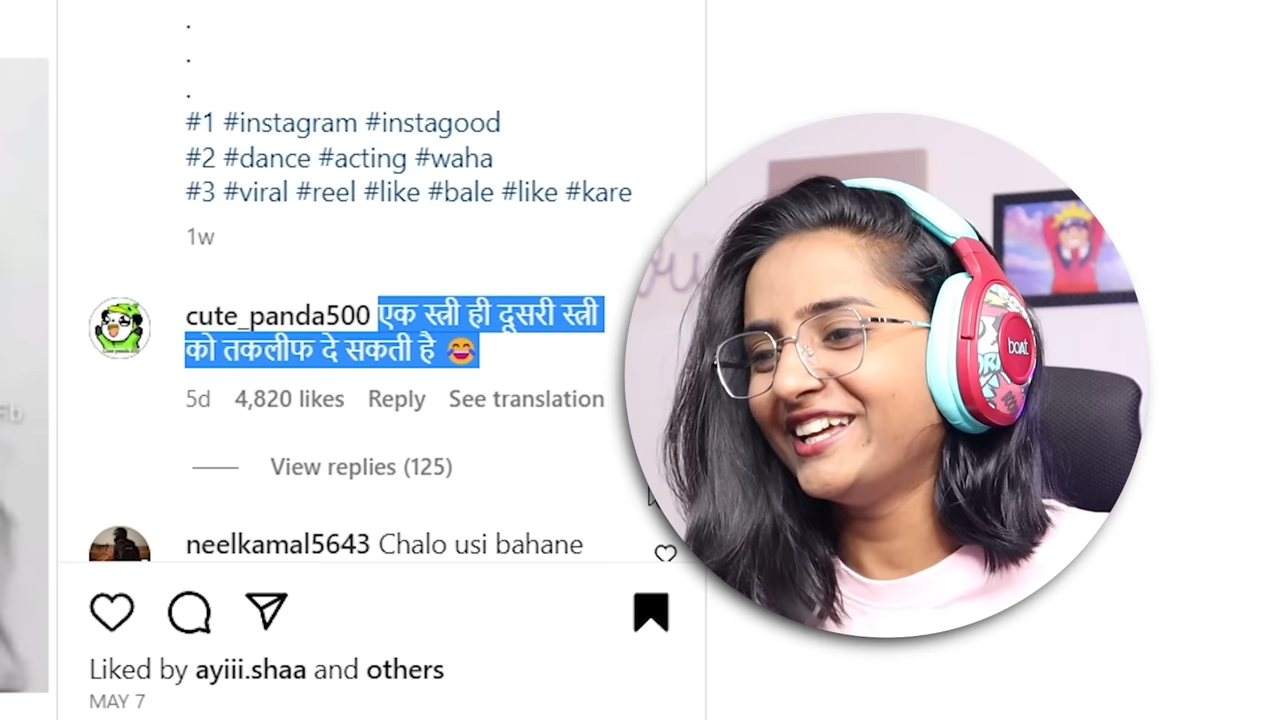 .
.
.
#1 #instagram #instagood
#2 #dance #acting #waha
#3 #viral #reel #like #bale #like #kare
1w
cute_panda500 एक स्त्री ही दूसरी स्त्री
को तकलीफ दे सकती है 😂
5d 4,820 likes Reply See translation
View replies (125)
neelkamal5643 Chalo usi bahane
Liked by ayiii.shaa and others
MAY 7
boAt